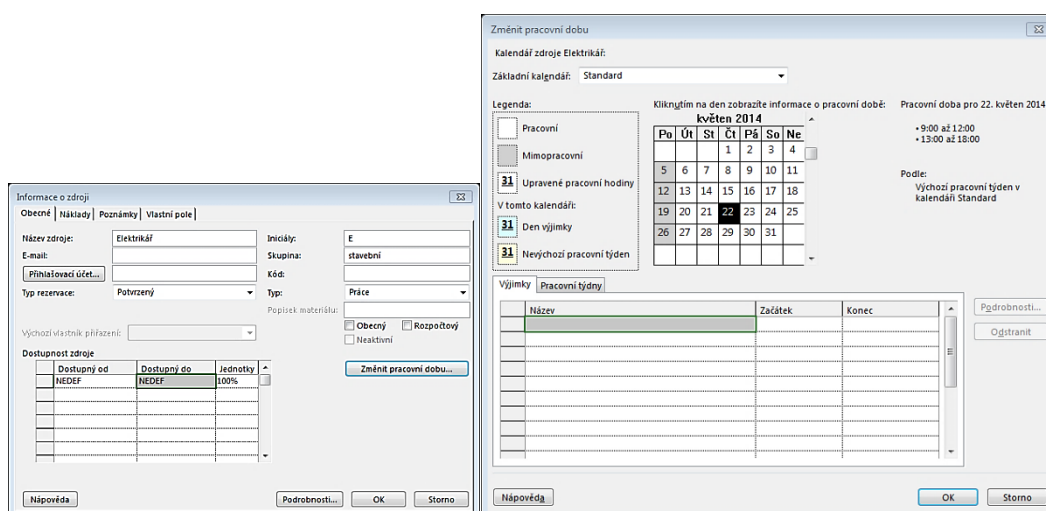 Informace o zdroji
Obecné Náklady Poznámky Vlastní pole
Název zdroje: Elektrikář Iniciály: E
E-mail: Skupina: stavební
Přihlašovací účet... Kód:
Typ rezervace: Potvrzený Typ: Práce
Popisek materiálu:
Obecný Rozpočtový
Výchozí vlastník přiřazení: Neaktivní
Dostupnost zdroje
Změnit pracovní dobu...
Dostupný od Dostupný do Jednotky
NEDEF NEDEF 100%
Nápověda Podrobnosti... OK Storno
Změnit pracovní dobu
Kalendář zdroje Elektrikář:
Základní kalendář: Standard
Legenda:
Pracovní
Mimopracovní
31 Upravené pracovní hodiny
V tomto kalendáři:
31 Den výjimky
31 Nevýchozí pracovní týden
Kliknutím na den zobrazíte informace o pracovní době:
květen 2014
Po Út St Čt Pá So Ne
1 2 3 4
5 6 7 8 9 10 11
12 13 14 15 16 17 18
19 20 21 22 23 24 25
26 27 28 29 30 31
Pracovní doba pro 22. květen 2014
• 9:00 až 12:00
• 13:00 až 18:00
Podle:
Výchozí pracovní týden v
kalendáři Standard
Výjimky Pracovní týdny
Název Začátek Konec
Podrobnosti...
Odstranit
Nápověda OK Storno